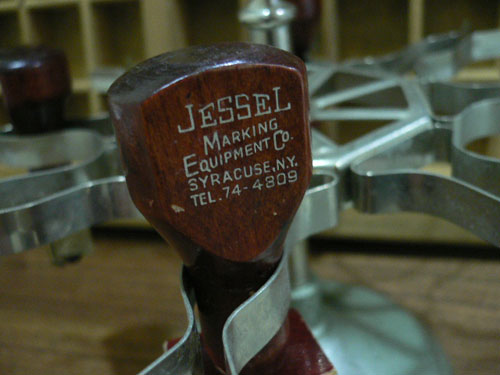 JESSEL
MARKING
EQUIPMENT CO.
SYRACUSE, N.Y.
TEL. 74-4809